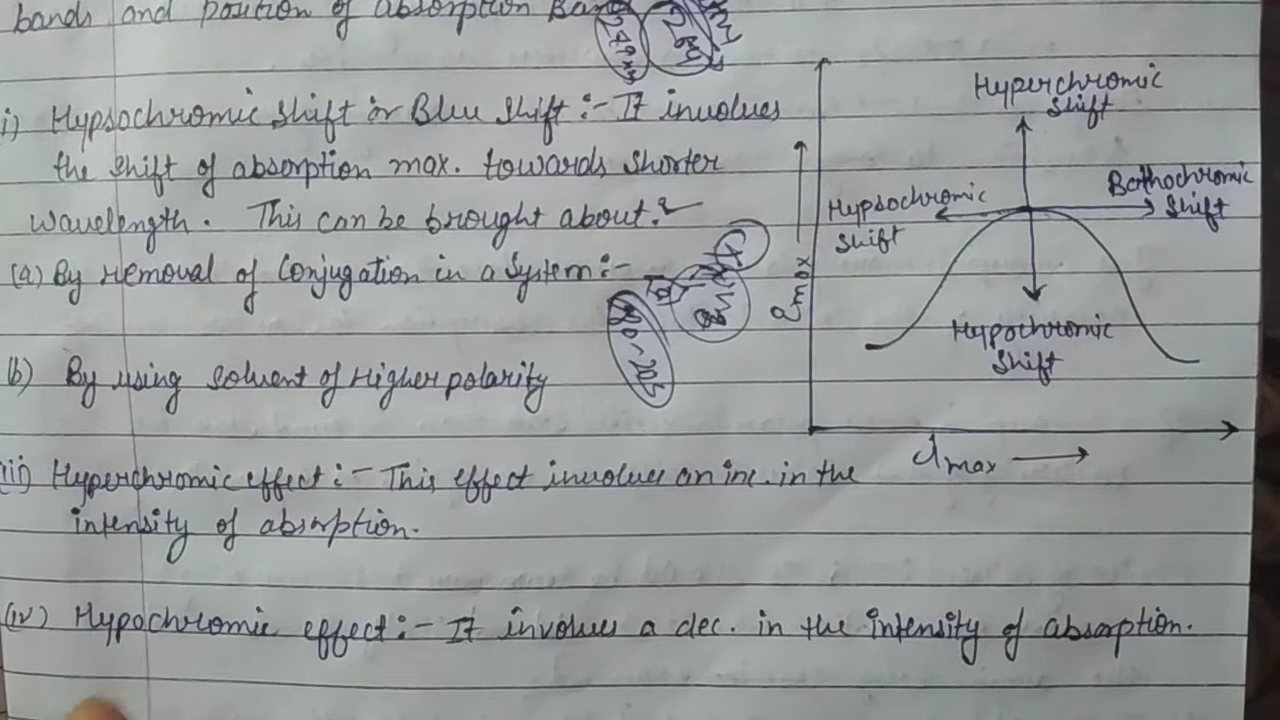 bands and position of absorption Band
i) Hypsochromic Shift or Blue Shift :- It involves
the shift of absorption max. towards shorter
wavelength. This can be brought about:-
(a) By removal of Conjugation in a System :-
(b) By using solvent of Higher polarity
(iii) Hyperchromic effect :- This effect involves an inc. in the
intensity of absorption.
(iv) Hypochromic effect :- It involves a dec. in the intensity of absorption.
Hyperchromic
Shift
Hypsochromic
Shift
Bathochromic
Shift
Hypochromic
Shift
εmax
λmax